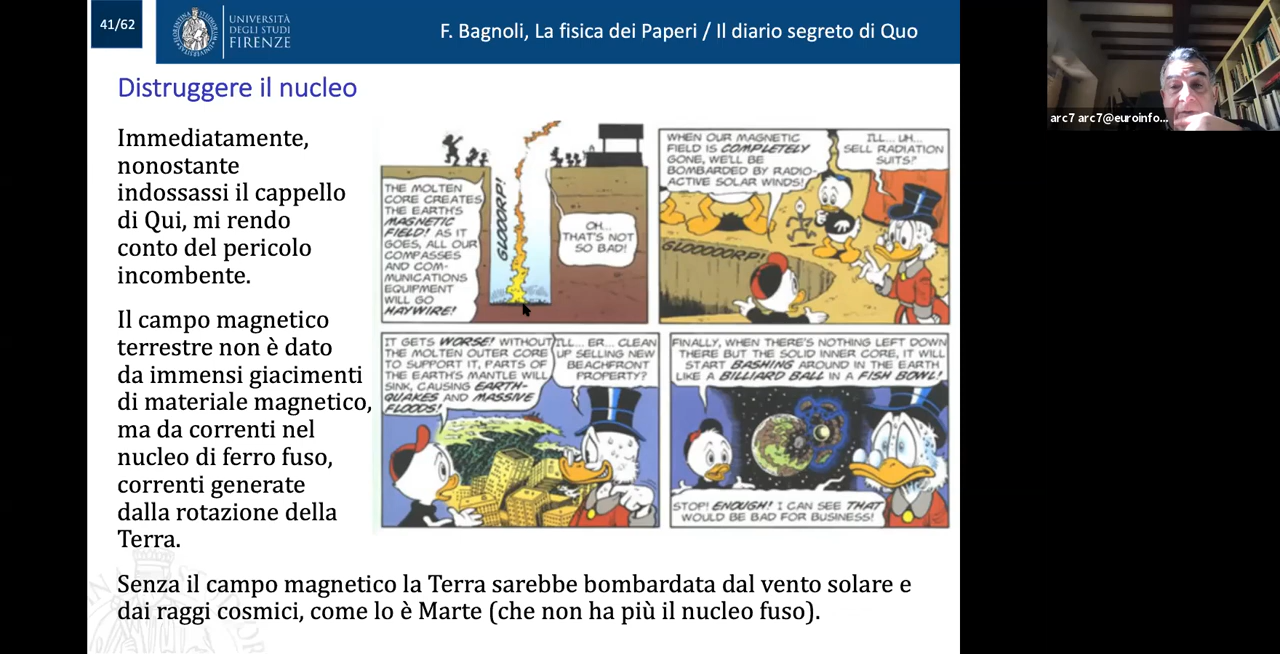 41/62
UNIVERSITÀ
DEGLI STUDI
FIRENZE
F. Bagnoli, La fisica dei Paperi / Il diario segreto di Quo
arc7 arc7@euroinfo...
Distruggere il nucleo
Immediatamente,
nonostante
indossassi il cappello
di Qui, mi rendo
conto del pericolo
incombente.
Il campo magnetico
terrestre non è dato
da immensi giacimenti
di materiale magnetico,
ma da correnti nel
nucleo di ferro fuso,
correnti generate
dalla rotazione della
Terra.
THE MOLTEN
CORE CREATES
THE EARTH'S
MAGNETIC
FIELD! AS IT
GOES, ALL OUR
COMPASSES
AND COM-
MUNICATIONS
EQUIPMENT
WILL GO
HAYWIRE!
GLOOORP!
OH...
THAT'S NOT
SO BAD!
WHEN OUR MAGNETIC
FIELD IS COMPLETELY
GONE, WE'LL BE
BOMBARDED BY RADIO-
ACTIVE SOLAR WINDS!
I'LL... UH...
SELL RADIATION
SUITS?
GLOOOOORP!
IT GETS WORSE! WITHOUT
THE MOLTEN OUTER CORE
TO SUPPORT IT, PARTS OF
THE EARTH'S MANTLE WILL
SINK, CAUSING EARTH-
QUAKES AND MASSIVE
FLOODS!
I'LL... ER... CLEAN
UP SELLING NEW
BEACHFRONT
PROPERTY?
FINALLY, WHEN THERE'S NOTHING LEFT DOWN
THERE BUT THE SOLID INNER CORE, IT WILL
START BASHING AROUND IN THE EARTH
LIKE A BILLIARD BALL IN A FISH BOWL!
STOP! ENOUGH! I CAN SEE THAT
WOULD BE BAD FOR BUSINESS!
Senza il campo magnetico la Terra sarebbe bombardata dal vento solare e
dai raggi cosmici, come lo è Marte (che non ha più il nucleo fuso).